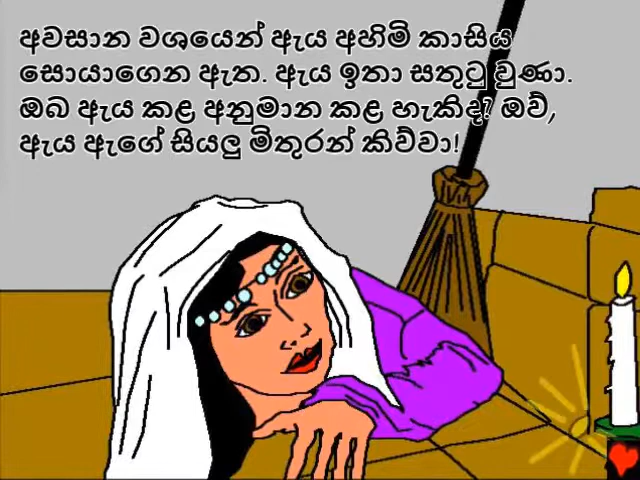 අවසාන වශයෙන් ඇය අහිමි කාසිය
සොයාගෙන ඇත. ඇය ඉතා සතුටු වුණා.
ඔබ ඇය කළ අනුමාන කළ හැකිද? ඔව්,
ඇය ඇගේ සියලු මිතුරන් කිව්වා!